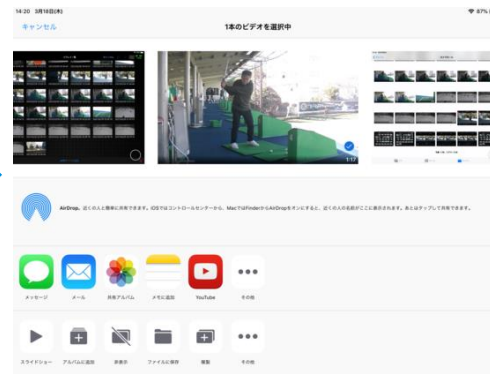 14:20 3月18日(水)
87%
キャンセル
1本のビデオを選択中
1:17
AirDrop。近くの人と簡単に共有できます。iOSではコントロールセンターから、MacではFinderからAirDropをオンにすると、近くの人の名前がここに表示されます。あとはタップして共有できます。
メッセージ
メール
共有アルバム
メモに追加
YouTube
その他
スライドショー
アルバムに追加
非表示
ファイルに保存
複製
その他